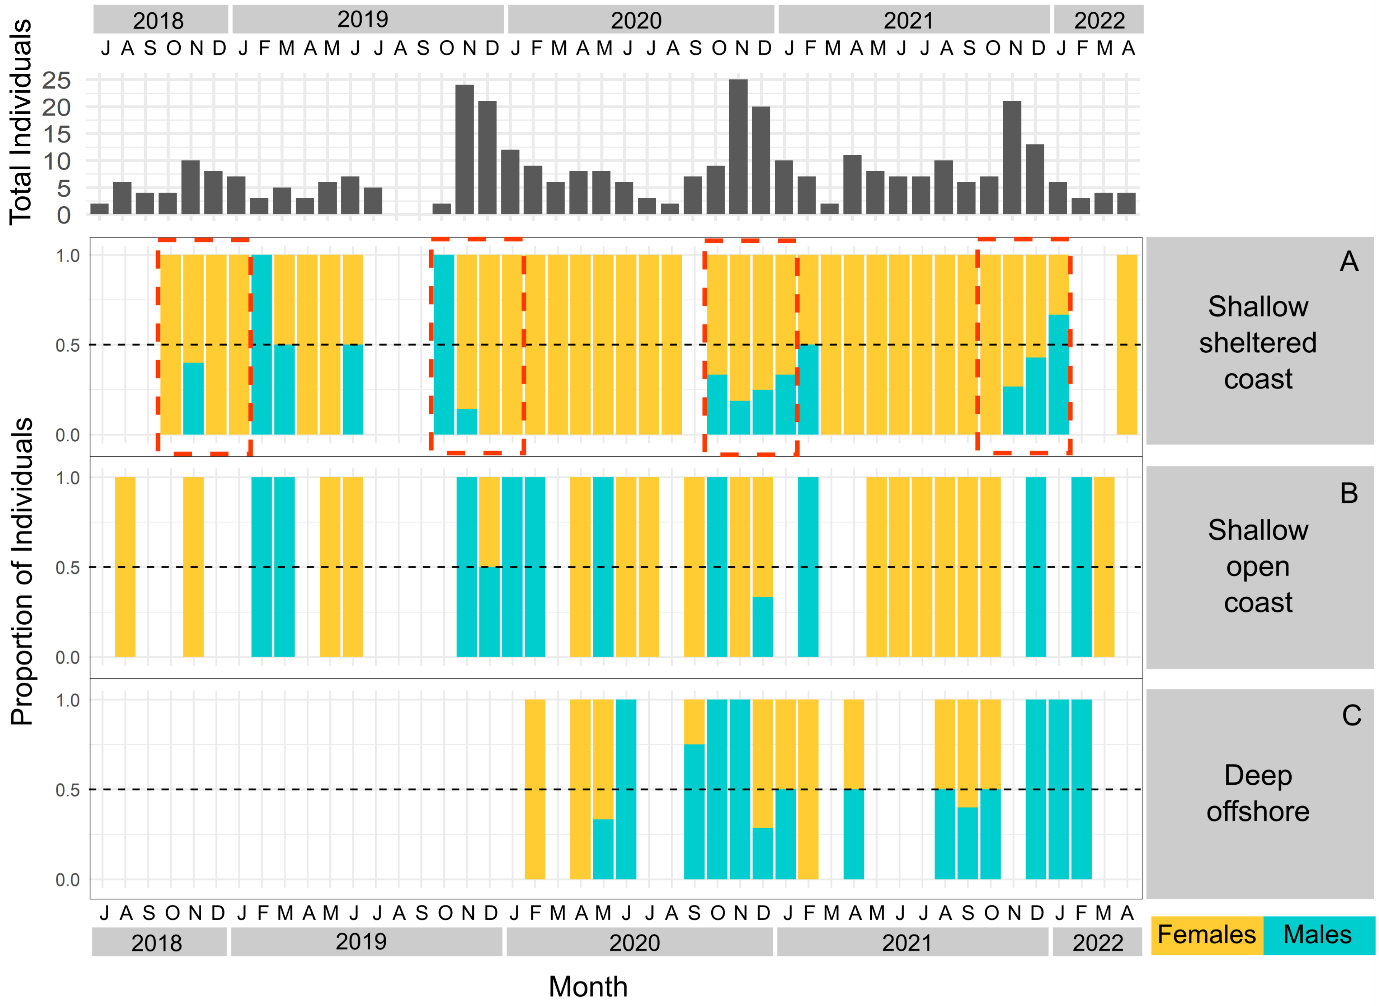 2018 2019 2020 2021 2022
J A S O N D J F M A M J J A S O N D J F M A M J J A S O N D J F M A M J J A S O N D J F M A
Total Individuals
25
20
15
10
5
0
Proportion of Individuals
1.0
0.5
0.0
A
Shallow
sheltered
coast
1.0
0.5
0.0
B
Shallow
open
coast
1.0
0.5
0.0
C
Deep
offshore
J A S O N D J F M A M J J A S O N D J F M A M J J A S O N D J F M A M J J A S O N D J F M A
2018 2019 2020 2021 2022
Females Males
Month